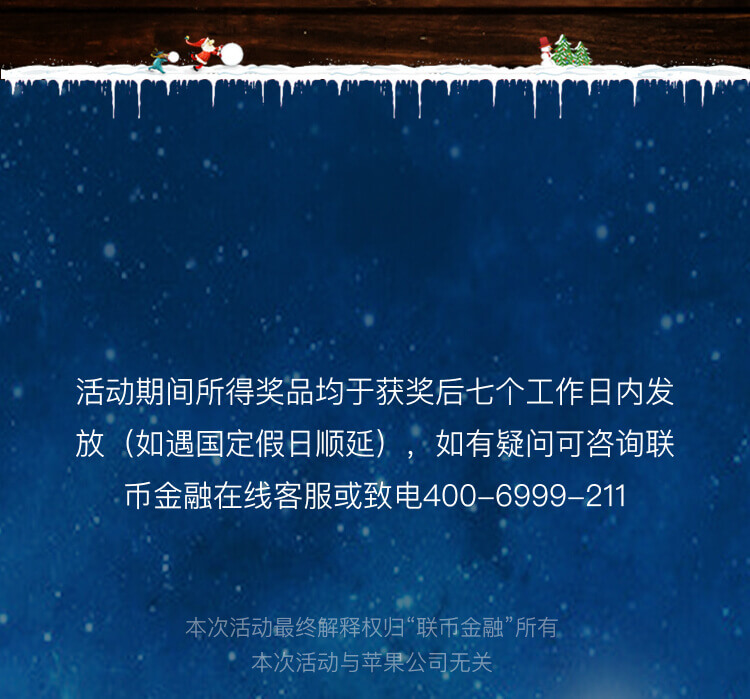 活动期间所得奖品均于获奖后七个工作日内发
放（如遇国定假日顺延），如有疑问可咨询联
币金融在线客服或致电400-6999-211
本次活动最终解释权归“联币金融”所有
本次活动与苹果公司无关